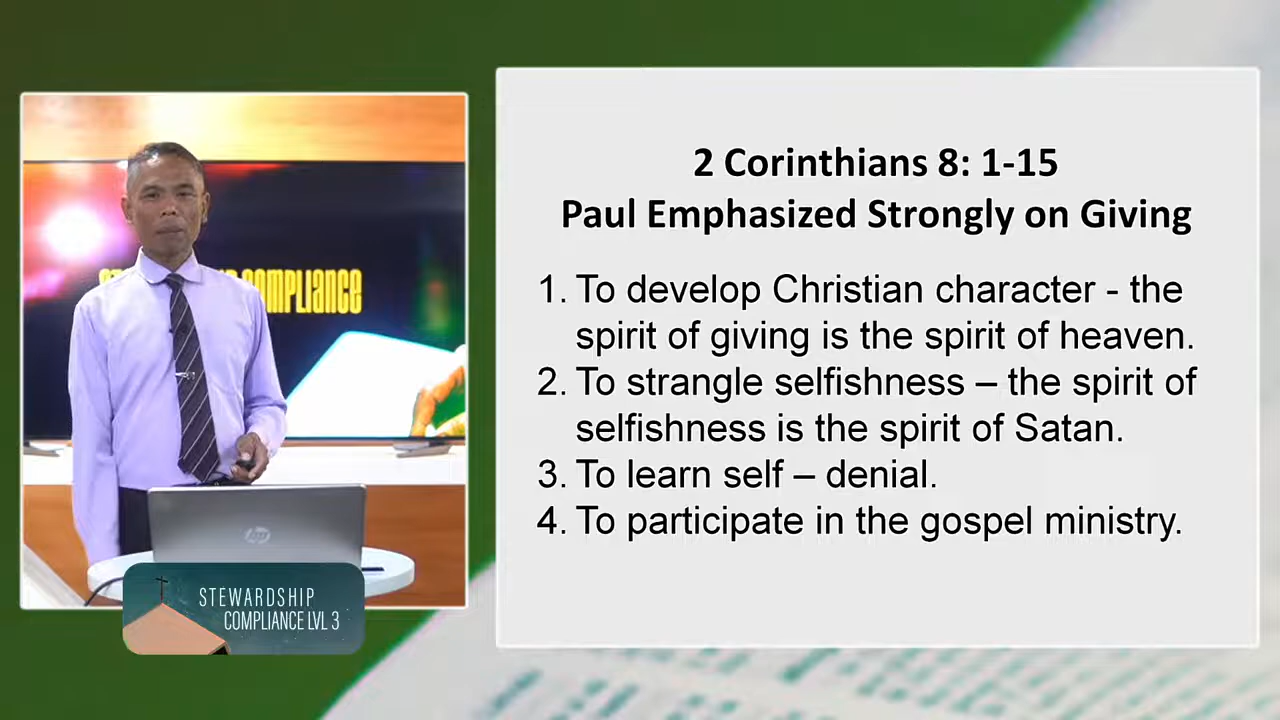 2 Corinthians 8: 1-15
Paul Emphasized Strongly on Giving
1. To develop Christian character - the
spirit of giving is the spirit of heaven.
2. To strangle selfishness – the spirit of
selfishness is the spirit of Satan.
3. To learn self – denial.
4. To participate in the gospel ministry.
COMPLIANCE
hp
STEWARDSHIP
COMPLIANCE LVL 3